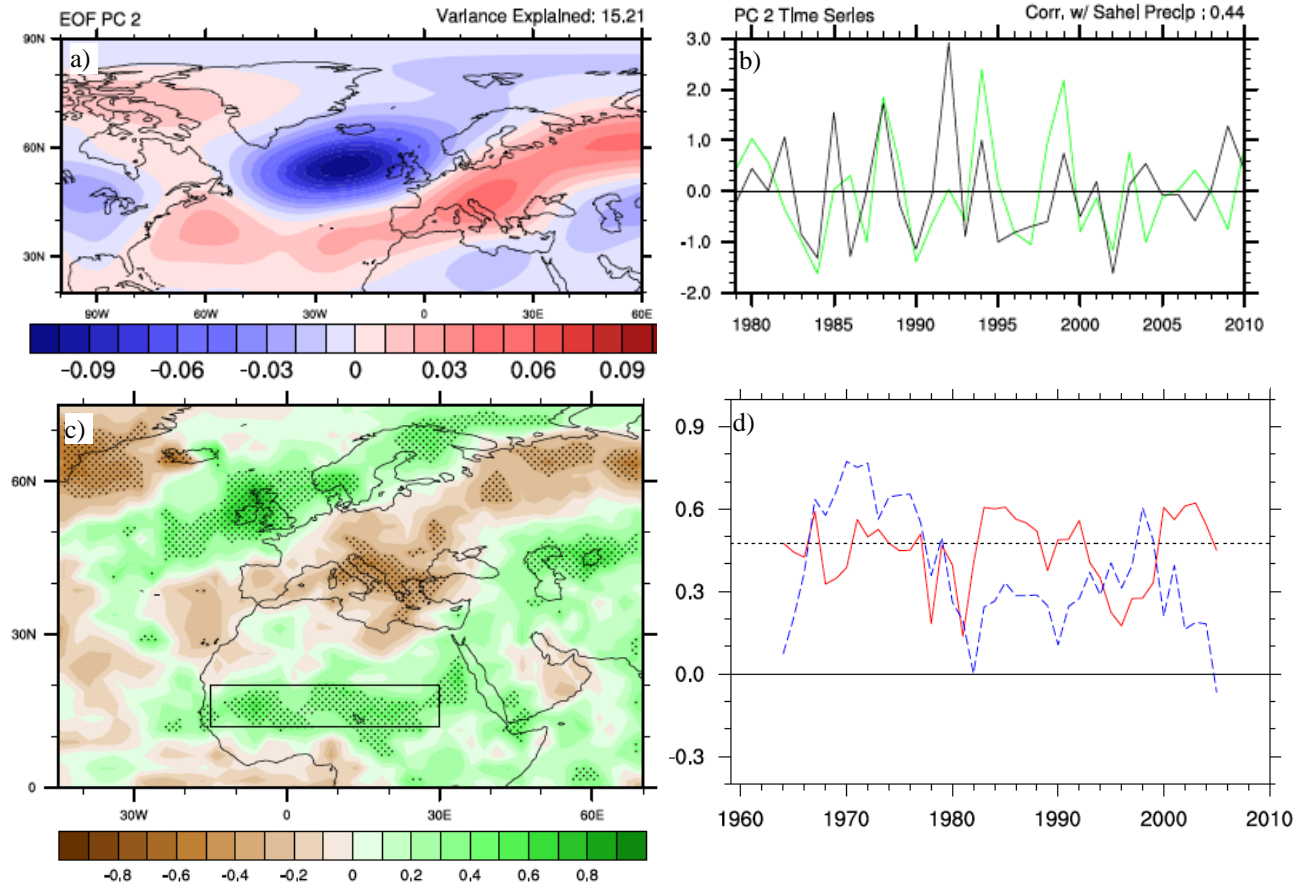 EOF PC 2 Variance Explained: 15.21
a)
90N
60N
30N
90W 60W 30W 0 30E 60E
-0.09 -0.06 -0.03 0 0.03 0.06 0.09
PC 2 Time Series Corr. w/ Sahel Precip : 0.44
b)
3.0
2.0
1.0
0.0
-1.0
-2.0
1980 1985 1990 1995 2000 2005 2010
c)
60N
30N
0
30W 0 30E 60E
-0.8 -0.6 -0.4 -0.2 0 0.2 0.4 0.6 0.8
d)
0.9
0.6
0.3
0.0
-0.3
1960 1970 1980 1990 2000 2010